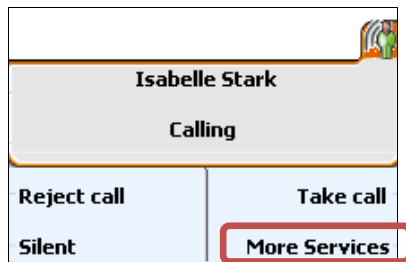 Isabelle Stark
Calling
Reject call Take call
Silent More Services